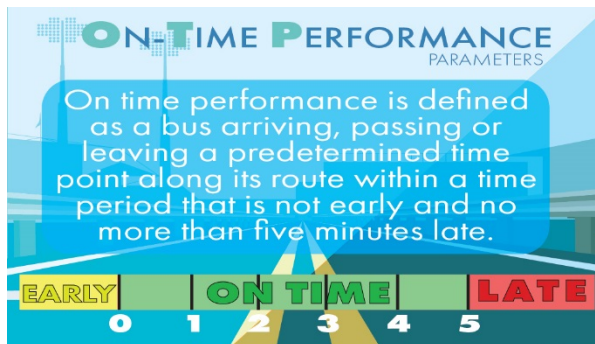 ON-TIME PERFORMANCE
PARAMETERS
On time performance is defined
as a bus arriving, passing or
leaving a predetermined time
point along its route within a time
period that is not early and no
more than five minutes late.
EARLY ON TIME LATE
0 1 2 3 4 5